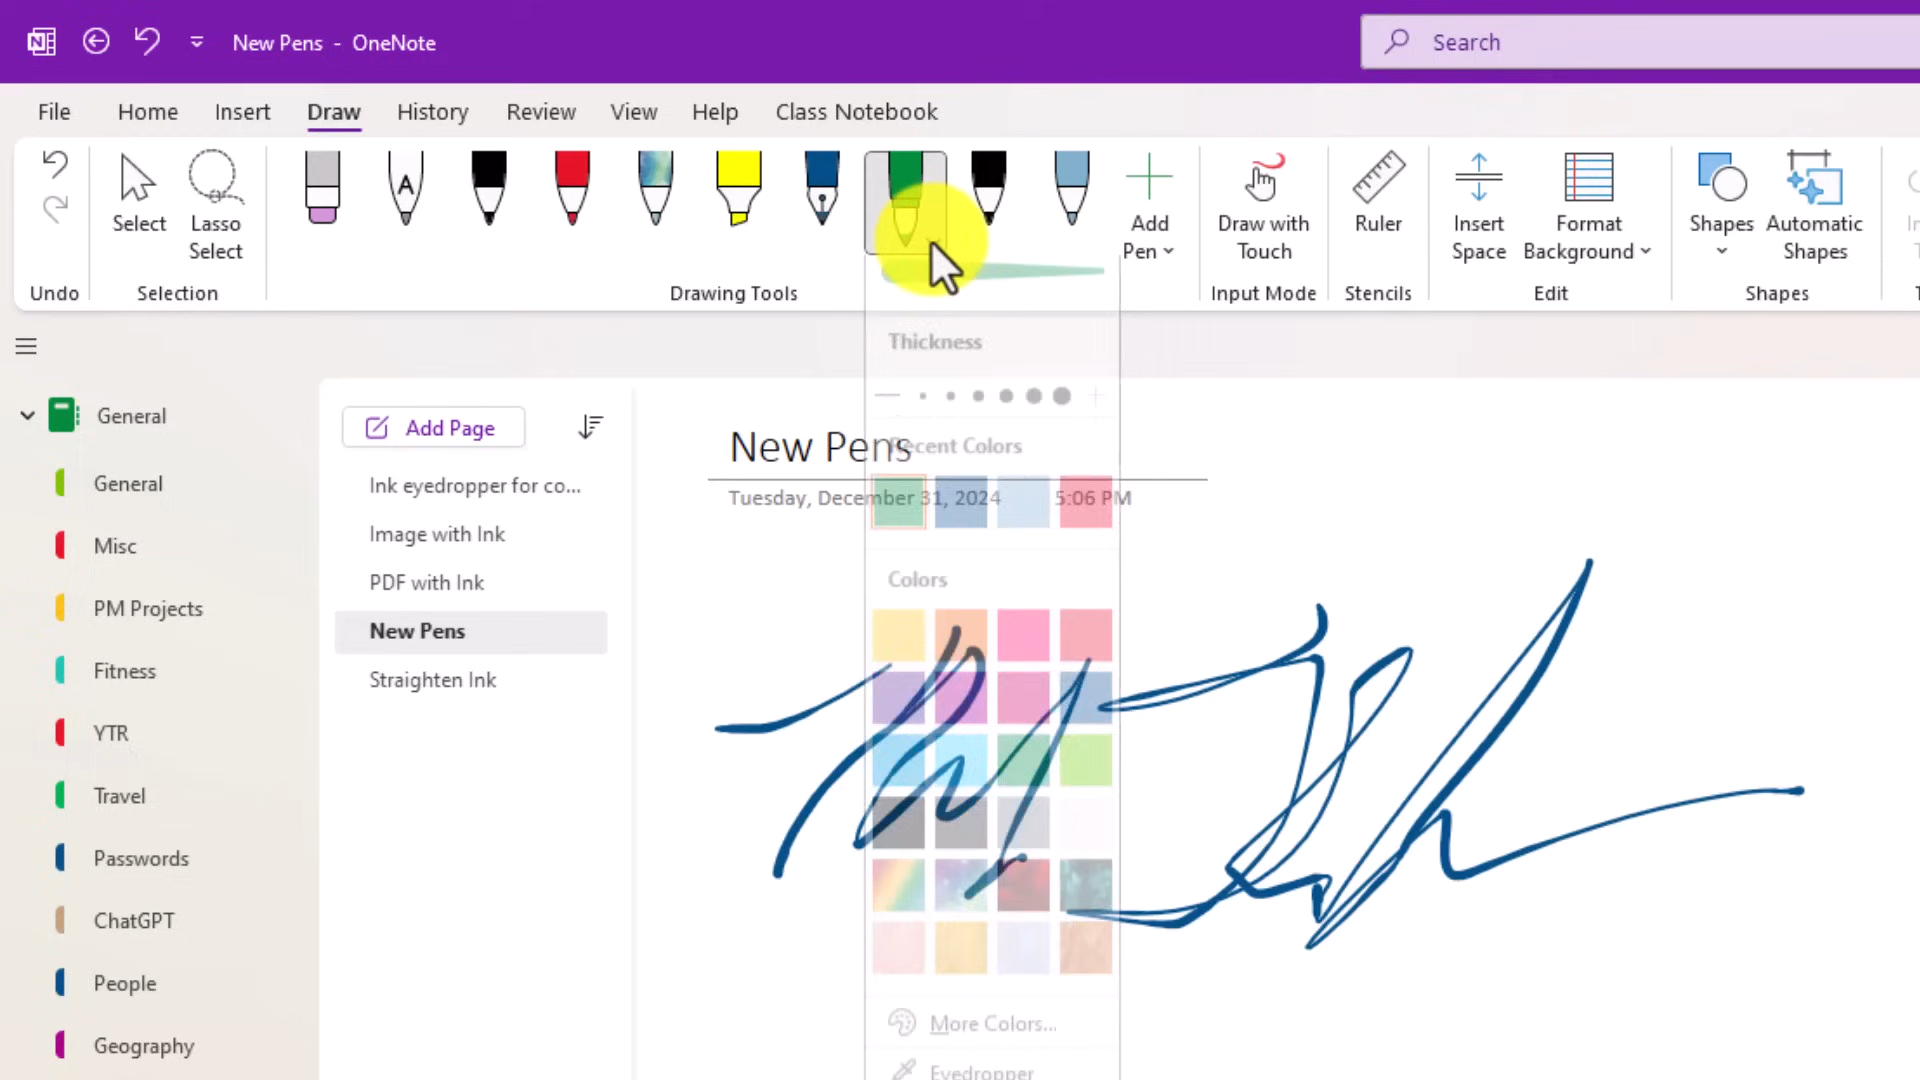 New Pens - OneNote
Search
File Home Insert Draw History Review View Help Class Notebook
Select
Lasso Select
A
Add Pen
Draw with Touch
Ruler
Insert Space
Format Background
Shapes
Automatic Shapes
Undo
Selection
Drawing Tools
Input Mode
Stencils
Edit
Shapes
Thickness
Recent Colors
Colors
More Colors...
Eyedropper
General
General
Misc
PM Projects
Fitness
YTR
Travel
Passwords
ChatGPT
People
Geography
Add Page
Ink eyedropper for co...
Image with Ink
PDF with Ink
New Pens
Straighten Ink
New Pens
Tuesday, December 31, 2024 5:06 PM